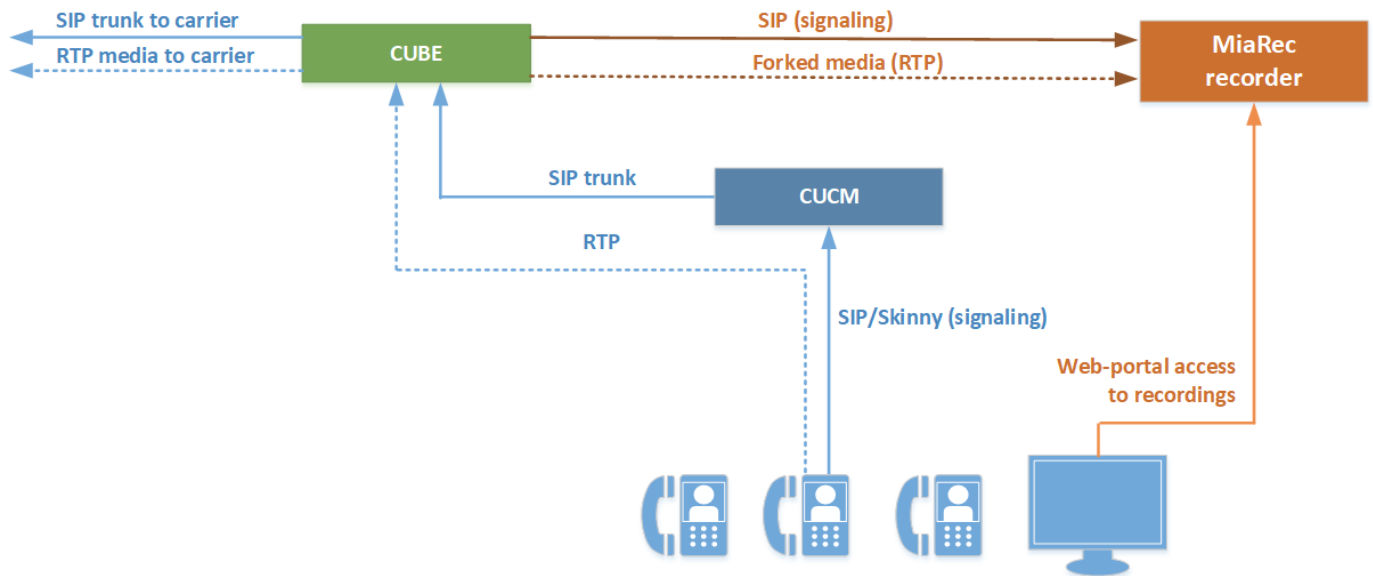 SIP trunk to carrier
RTP media to carrier
CUBE
SIP (signaling)
Forked media (RTP)
MiaRec
recorder
SIP trunk
CUCM
RTP
SIP/Skinny (signaling)
Web-portal access
to recordings